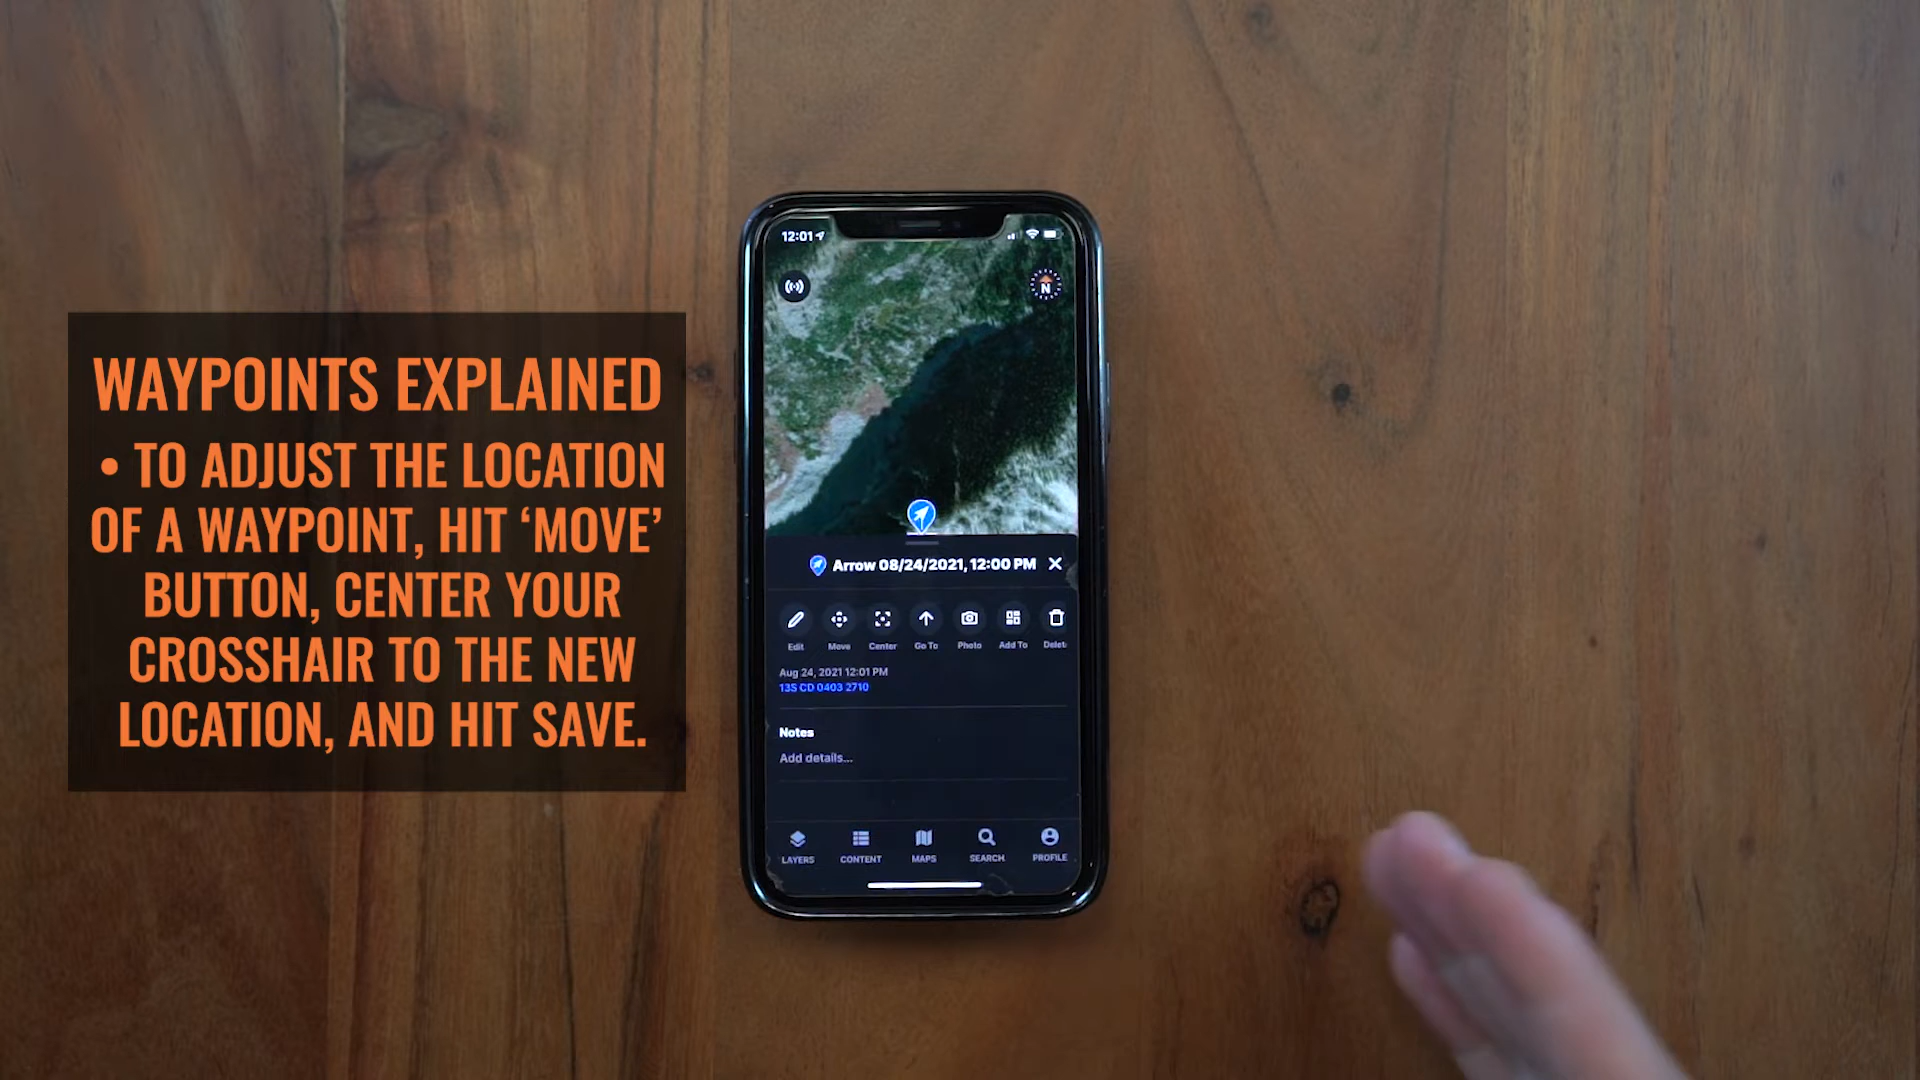 WAYPOINTS EXPLAINED
• TO ADJUST THE LOCATION
OF A WAYPOINT, HIT ‘MOVE’
BUTTON, CENTER YOUR
CROSSHAIR TO THE NEW
LOCATION, AND HIT SAVE.
12:01
N
Arrow 08/24/2021, 12:00 PM
Edit Move Center Go To Photo Add To Delet
Aug 24, 2021 12:01 PM
13S CD 0403 2710
Notes
Add details...
LAYERS CONTENT MAPS SEARCH PROFILE